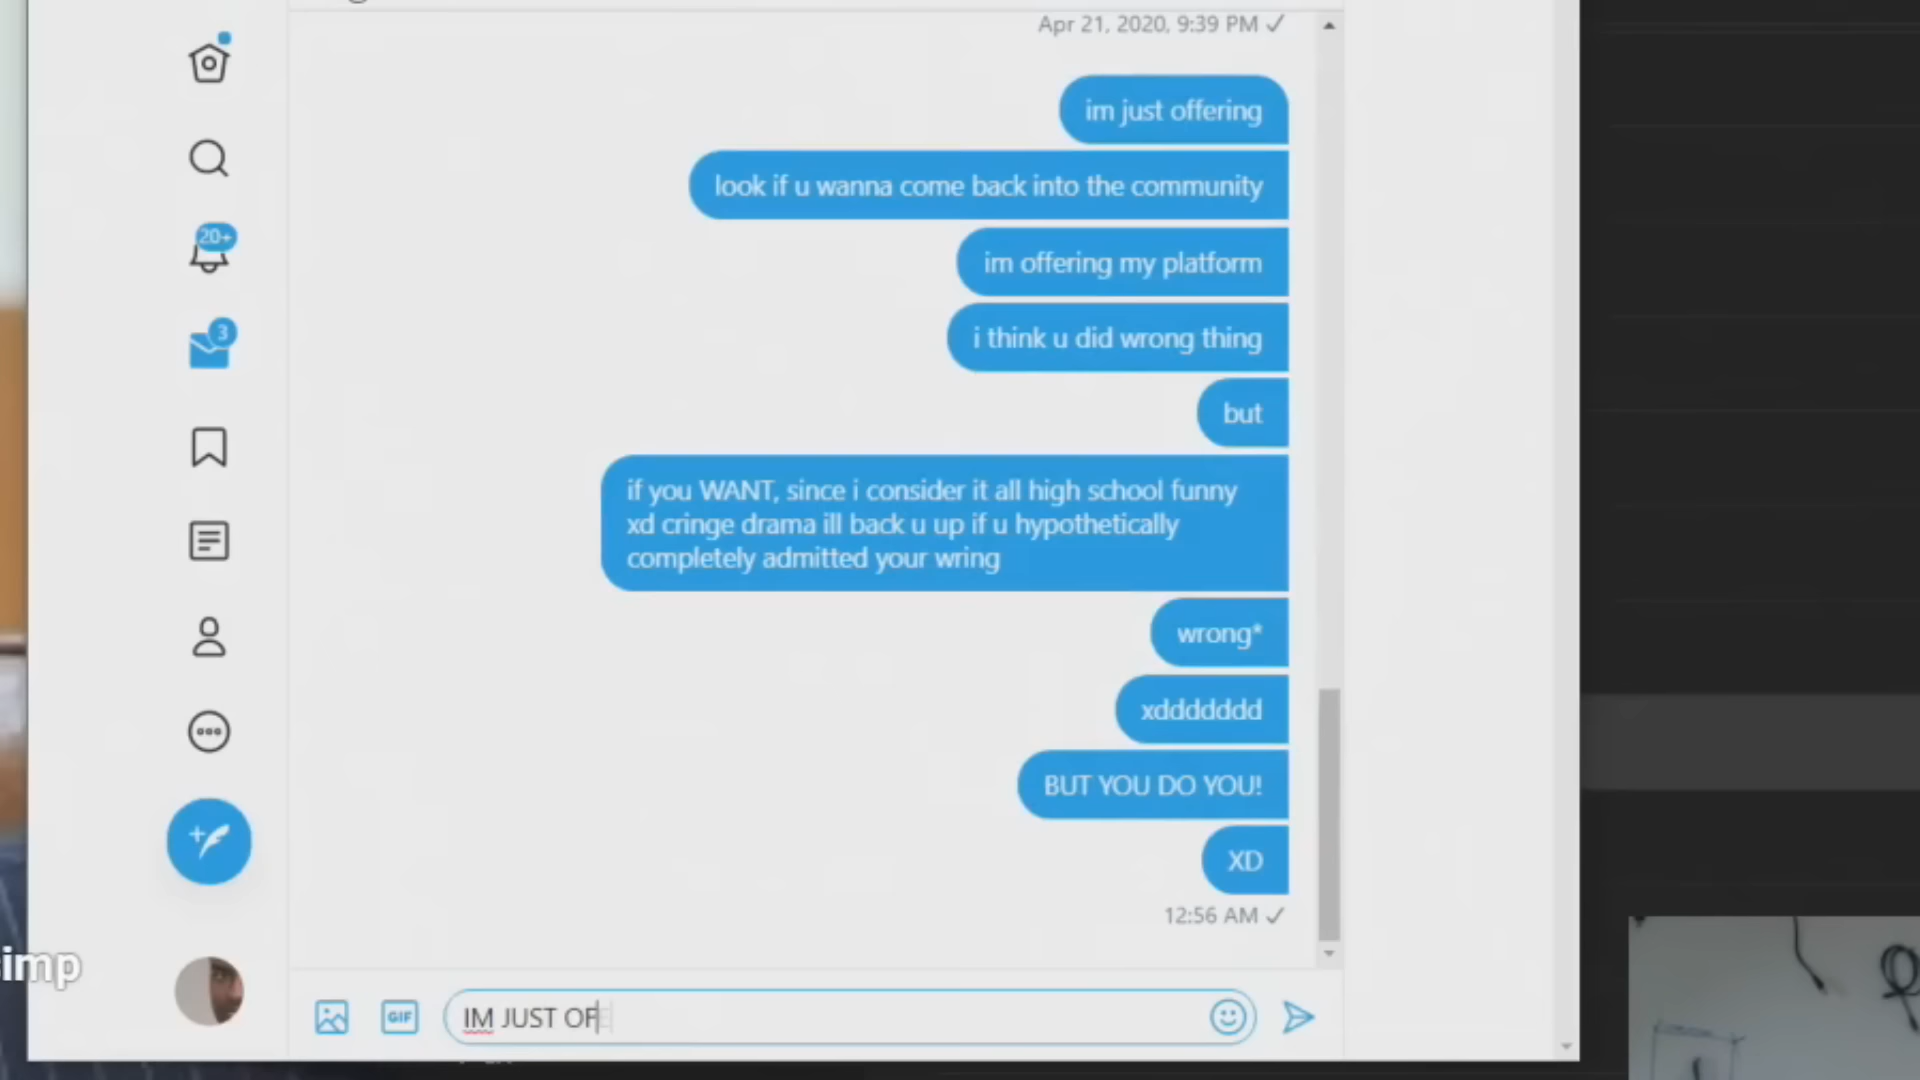 Apr 21, 2020, 9:39 PM ✓
im just offering
look if u wanna come back into the community
20+
im offering my platform
3
i think u did wrong thing
but
if you WANT, since i consider it all high school funny
xd cringe drama ill back u up if u hypothetically
completely admitted your wring
wrong*
xddddddd
BUT YOU DO YOU!
XD
12:56 AM ✓
simp
GIF
IM JUST OF